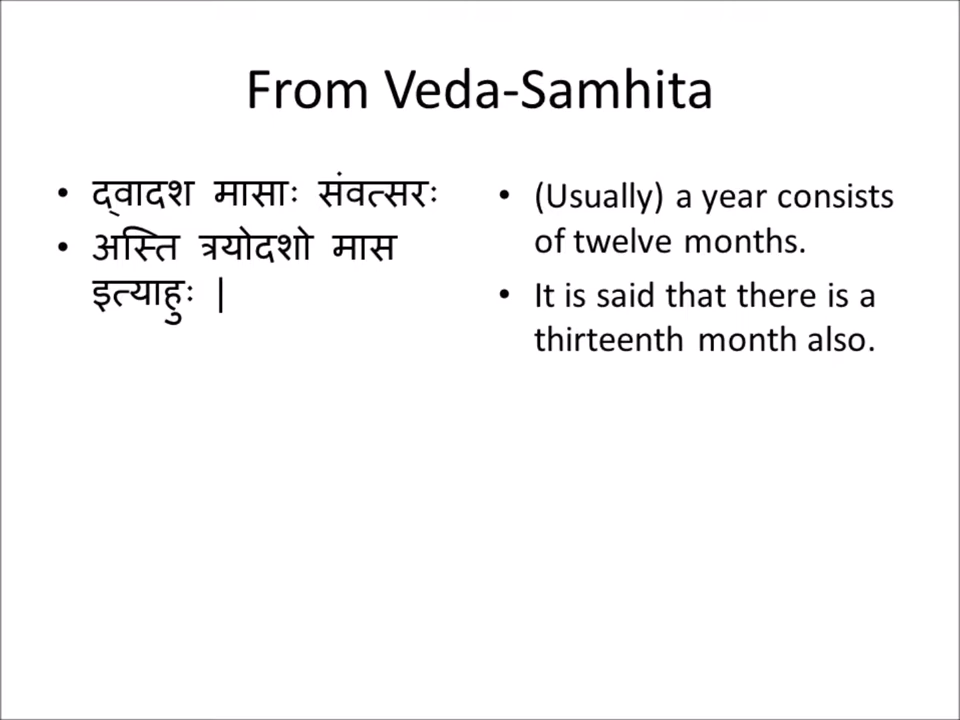 From Veda-Samhita
• द्वादश मासाः संवत्सरः
• अस्ति त्रयोदशो मास
इत्याहुः |
• (Usually) a year consists
of twelve months.
• It is said that there is a
thirteenth month also.